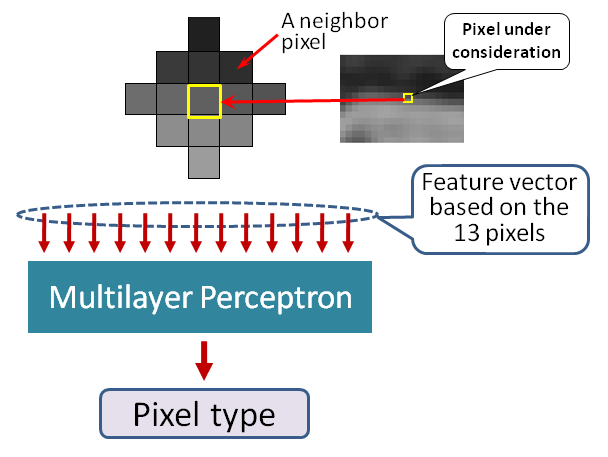 A neighbor
pixel
Pixel under
consideration
Feature vector
based on the
13 pixels
Multilayer Perceptron
Pixel type